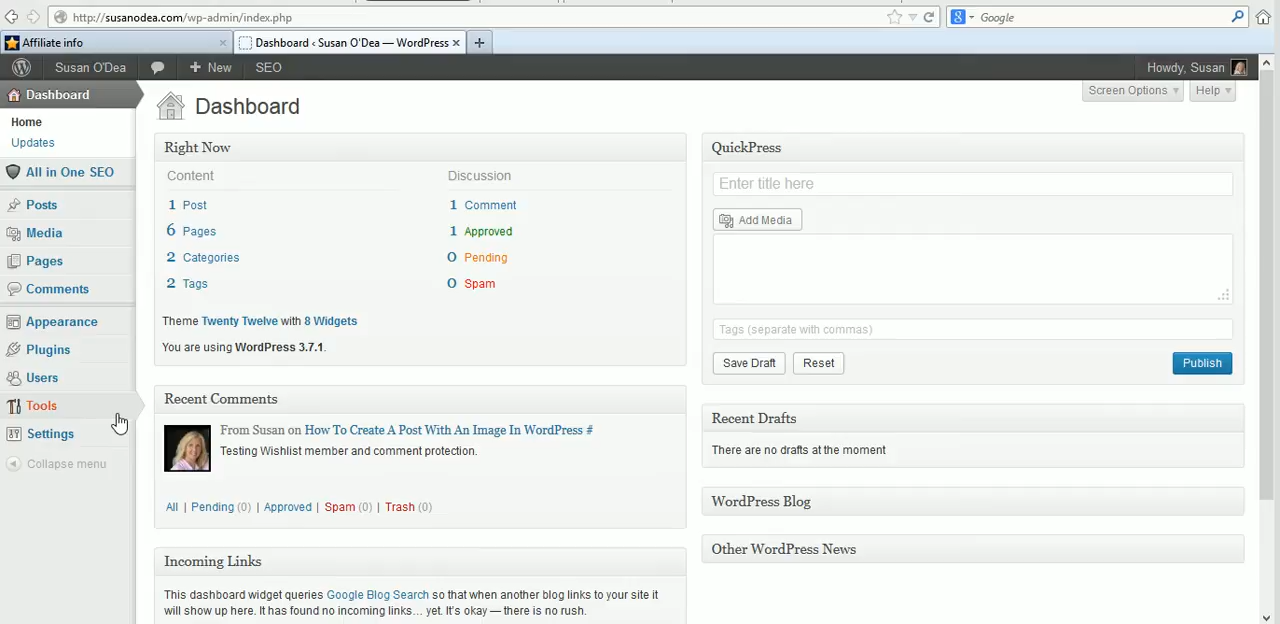 http://susanodea.com/wp-admin/index.php
Google
Affiliate info
Dashboard ‹ Susan O'Dea — WordPress
Susan O'Dea
New
SEO
Howdy, Susan
Dashboard
Home
Updates
All in One SEO
Posts
Media
Pages
Comments
Appearance
Plugins
Users
Tools
Settings
Collapse menu
Dashboard
Screen Options
Help
Right Now
Content
Discussion
1 Post
1 Comment
6 Pages
1 Approved
2 Categories
0 Pending
2 Tags
0 Spam
Theme Twenty Twelve with 8 Widgets
You are using WordPress 3.7.1.
Recent Comments
From Susan on How To Create A Post With An Image In WordPress #
Testing Wishlist member and comment protection.
All | Pending (0) | Approved | Spam (0) | Trash (0)
Incoming Links
This dashboard widget queries Google Blog Search so that when another blog links to your site it
will show up here. It has found no incoming links… yet. It's okay — there is no rush.
QuickPress
Enter title here
Add Media
Tags (separate with commas)
Save Draft
Reset
Publish
Recent Drafts
There are no drafts at the moment
WordPress Blog
Other WordPress News